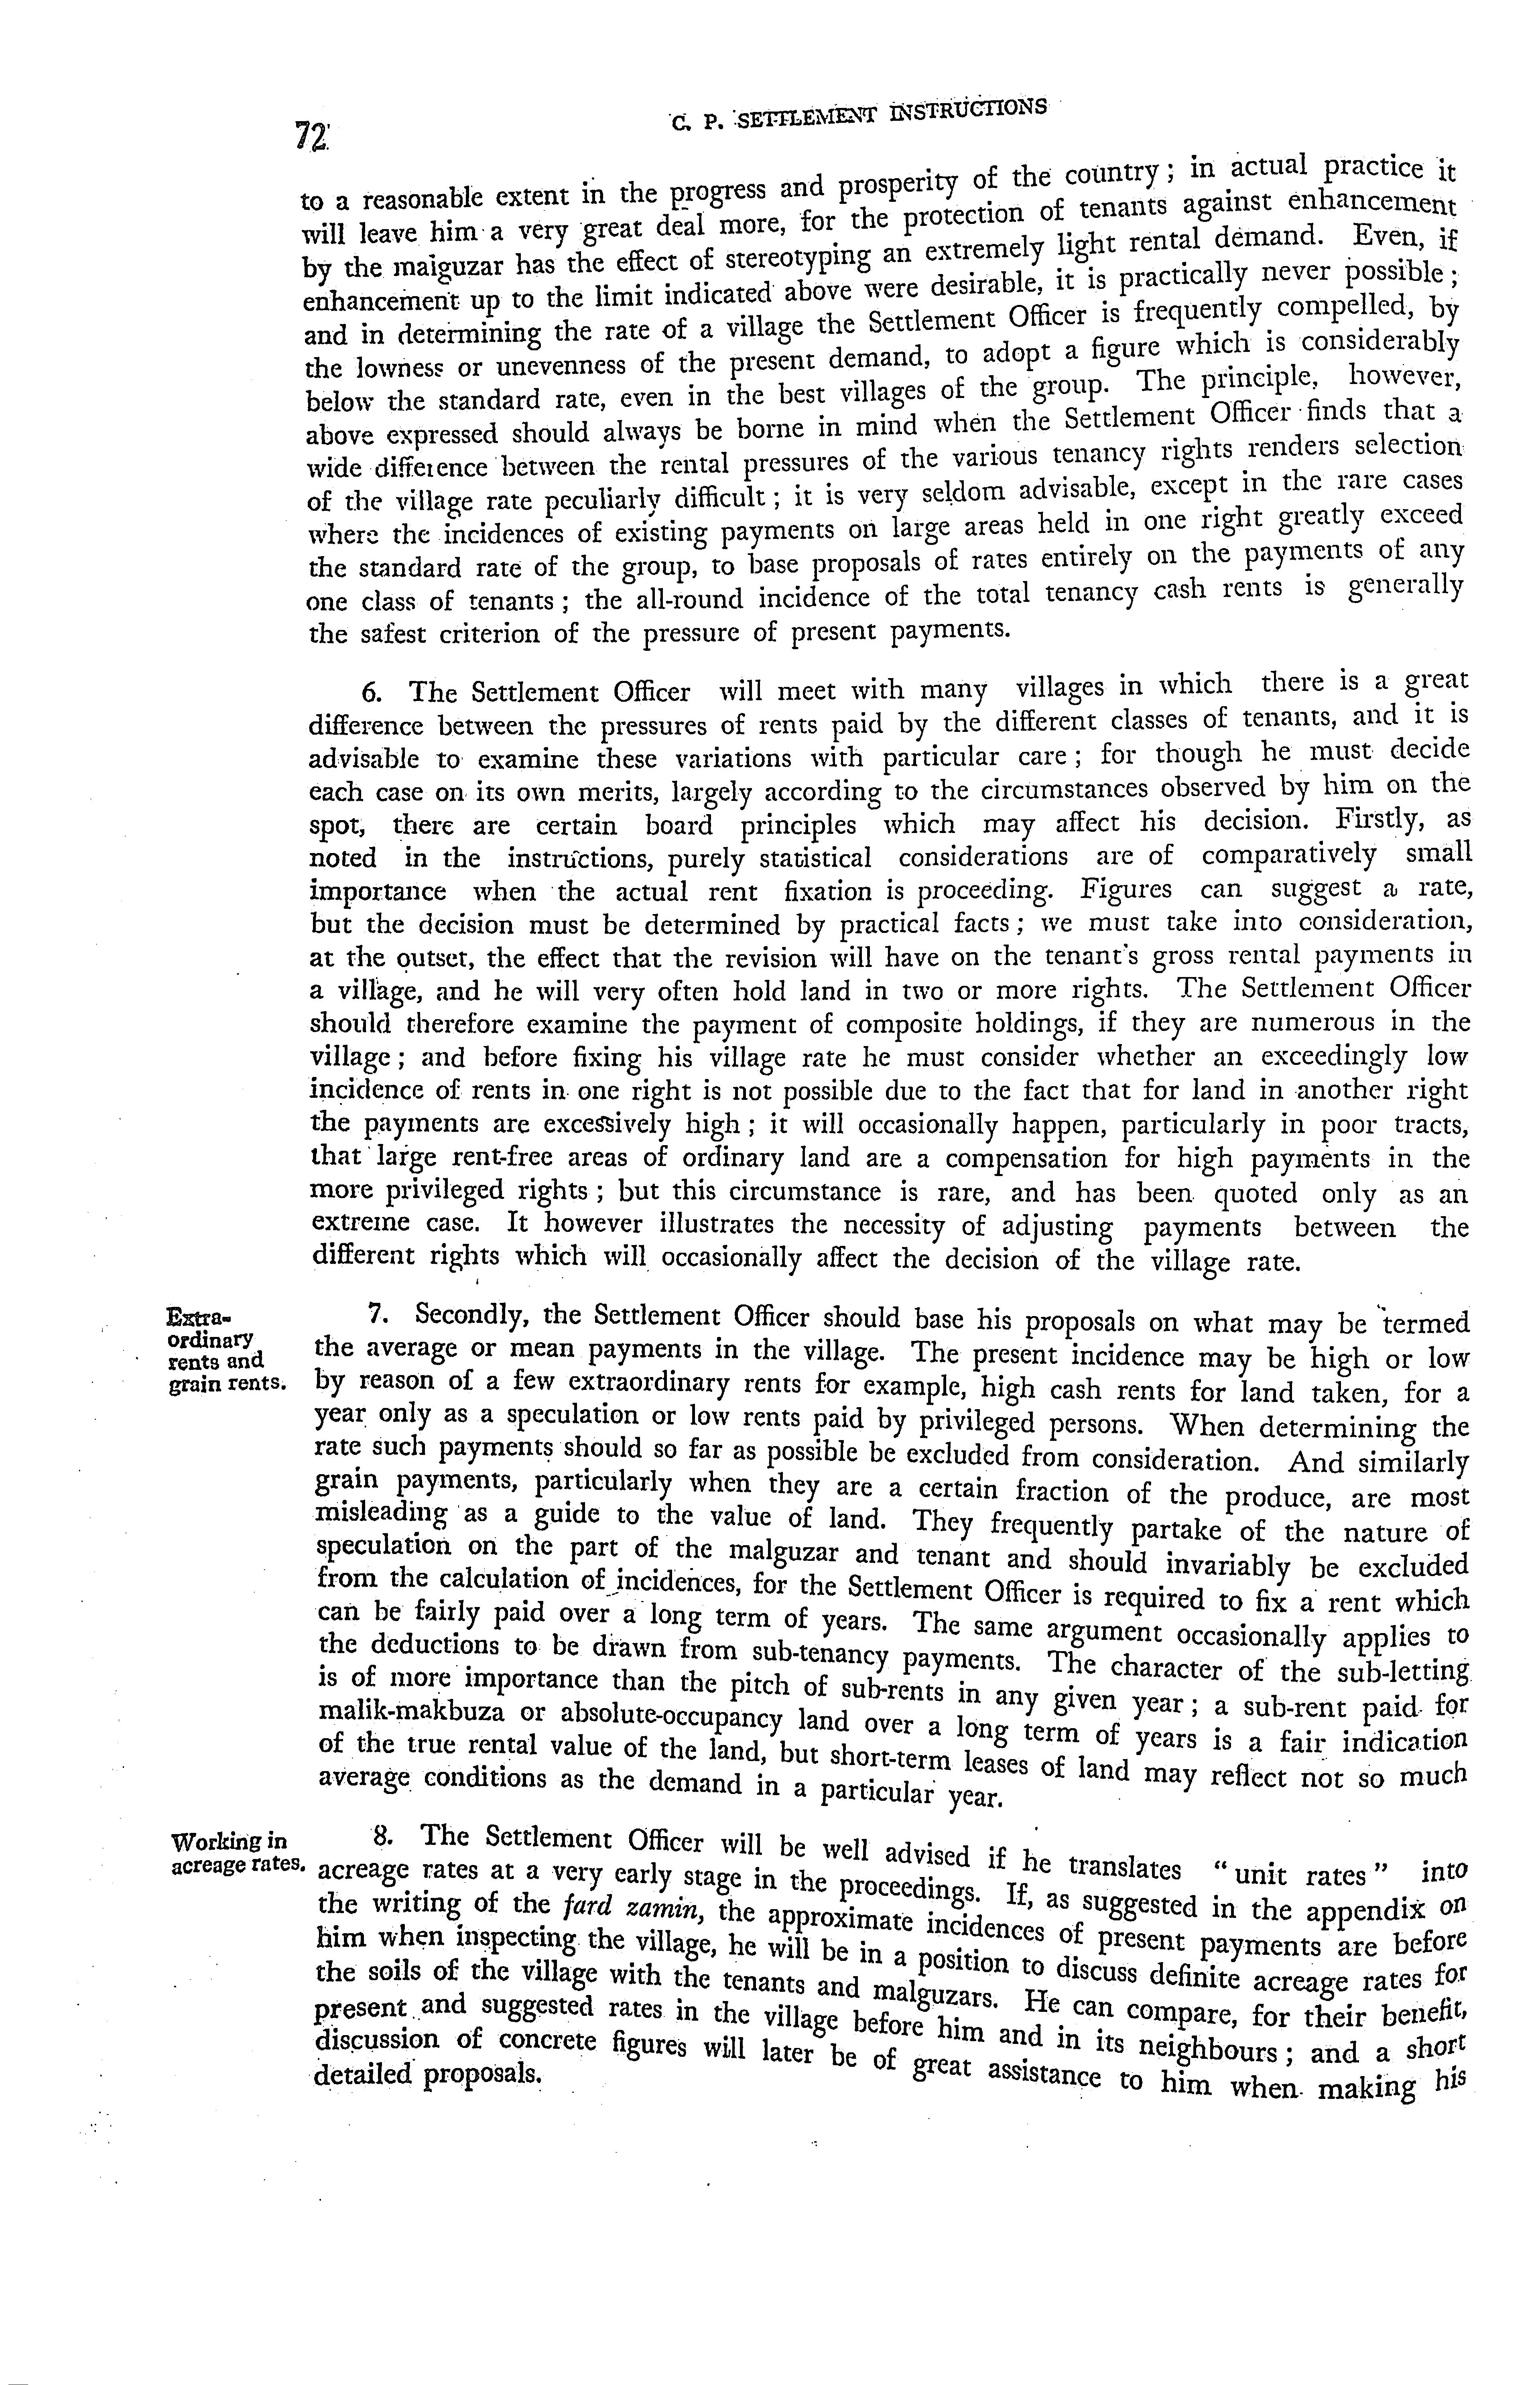 72
C. P. SETTLEMENT INSTRUCTIONS
to a reasonable extent in the progress and prosperity of the country ; in actual practice it
will leave him a very great deal more, for the protection of tenants against enhancement
by the malguzar has the effect of stereotyping an extremely light rental demand. Even, if
enhancement up to the limit indicated above were desirable, it is practically never possible ;
and in determining the rate of a village the Settlement Officer is frequently compelled, by
the lowness or unevenness of the present demand, to adopt a figure which is considerably
below the standard rate, even in the best villages of the group. The principle, however,
above expressed should always be borne in mind when the Settlement Officer finds that a
wide difference between the rental pressures of the various tenancy rights renders selection
of the village rate peculiarly difficult ; it is very seldom advisable, except in the rare cases
where the incidences of existing payments on large areas held in one right greatly exceed
the standard rate of the group, to base proposals of rates entirely on the payments of any
one class of tenants ; the all-round incidence of the total tenancy cash rents is generally
the safest criterion of the pressure of present payments.
6. The Settlement Officer will meet with many villages in which there is a great
difference between the pressures of rents paid by the different classes of tenants, and it is
advisable to examine these variations with particular care ; for though he must decide
each case on its own merits, largely according to the circumstances observed by him on the
spot, there are certain board principles which may affect his decision. Firstly, as
noted in the instructions, purely statistical considerations are of comparatively small
importance when the actual rent fixation is proceeding. Figures can suggest a rate,
but the decision must be determined by practical facts ; we must take into consideration,
at the outset, the effect that the revision will have on the tenant's gross rental payments in
a village, and he will very often hold land in two or more rights. The Settlement Officer
should therefore examine the payment of composite holdings, if they are numerous in the
village ; and before fixing his village rate he must consider whether an exceedingly low
incidence of rents in one right is not possible due to the fact that for land in another right
the payments are excessively high ; it will occasionally happen, particularly in poor tracts,
that large rent-free areas of ordinary land are a compensation for high payments in the
more privileged rights ; but this circumstance is rare, and has been quoted only as an
extreme case. It however illustrates the necessity of adjusting payments between the
different rights which will occasionally affect the decision of the village rate.
Extra-
ordinary
rents and
grain rents.
7. Secondly, the Settlement Officer should base his proposals on what may be termed
the average or mean payments in the village. The present incidence may be high or low
by reason of a few extraordinary rents for example, high cash rents for land taken, for a
year only as a speculation or low rents paid by privileged persons. When determining the
rate such payments should so far as possible be excluded from consideration. And similarly
grain payments, particularly when they are a certain fraction of the produce, are most
misleading as a guide to the value of land. They frequently partake of the nature of
speculation on the part of the malguzar and tenant and should invariably be excluded
from the calculation of incidences, for the Settlement Officer is required to fix a rent which
can be fairly paid over a long term of years. The same argument occasionally applies to
the deductions to be drawn from sub-tenancy payments. The character of the sub-letting
is of more importance than the pitch of sub-rents in any given year ; a sub-rent paid for
malik-makbuza or absolute-occupancy land over a long term of years is a fair indication
of the true rental value of the land, but short-term leases of land may reflect not so much
average conditions as the demand in a particular year.
Working in
acreage rates.
8. The Settlement Officer will be well advised if he translates “ unit rates ” into
acreage rates at a very early stage in the proceedings. If, as suggested in the appendix on
the writing of the fard zamin, the approximate incidences of present payments are before
him when inspecting the village, he will be in a position to discuss definite acreage rates for
the soils of the village with the tenants and malguzars. He can compare, for their benefit,
present and suggested rates in the village before him and in its neighbours ; and a short
discussion of concrete figures will later be of great assistance to him when making his
detailed proposals.